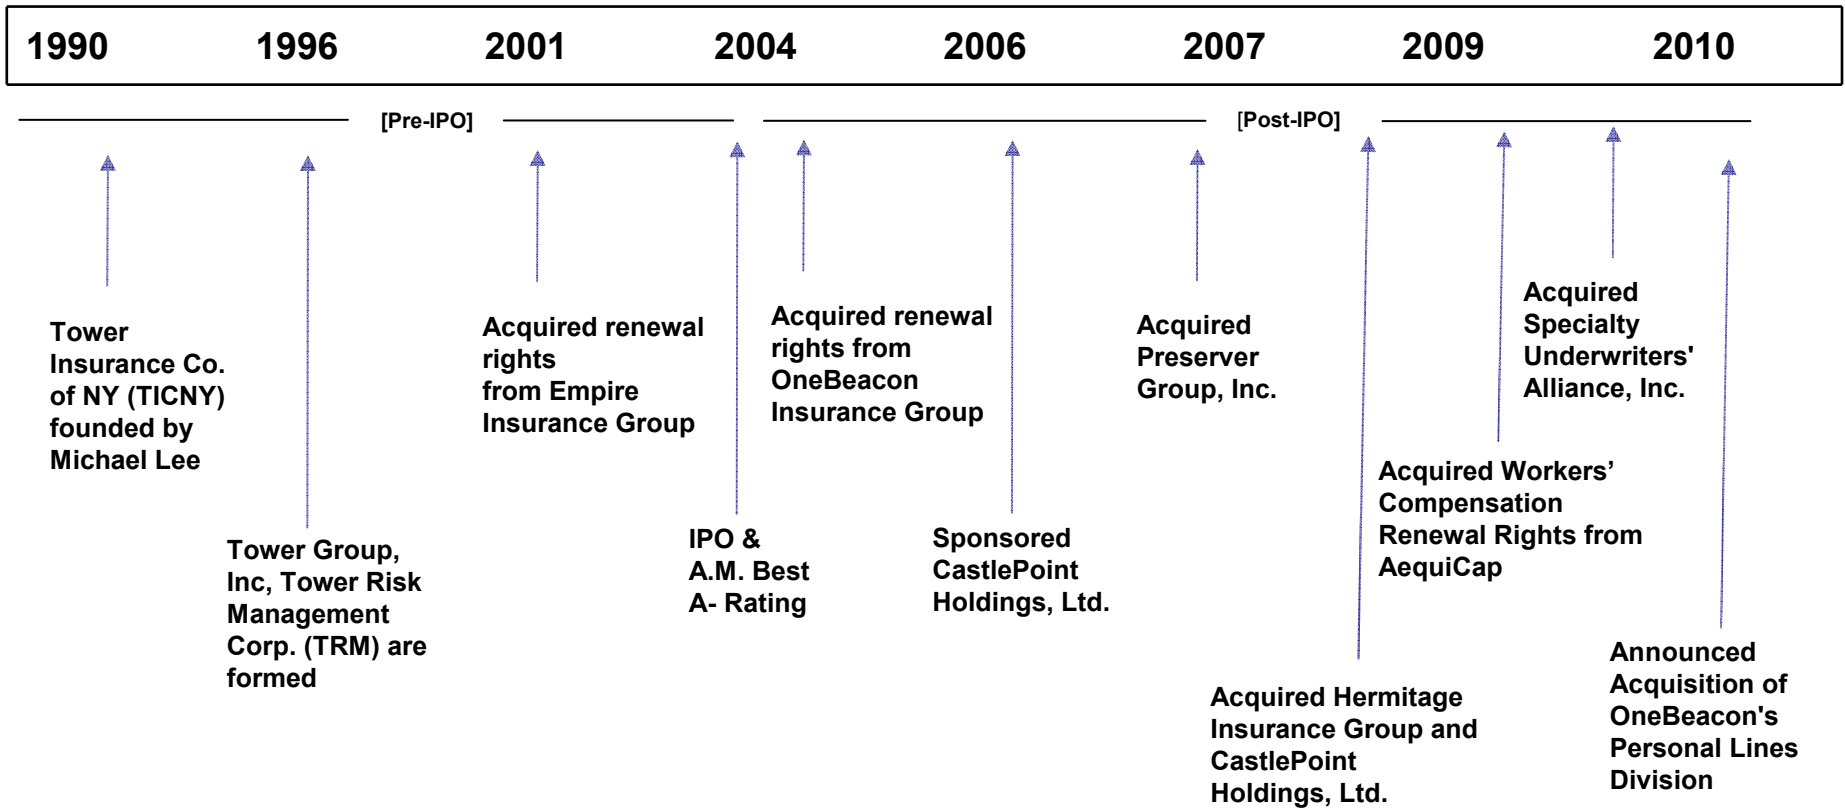 1990 1996 2001 2004 2006 2007 2009 2010
[Pre-IPO] [Post-IPO]
Tower
Insurance Co.
of NY (TICNY)
founded by
Michael Lee
Tower Group,
Inc, Tower Risk
Management
Corp. (TRM) are
formed
Acquired renewal
rights
from Empire
Insurance Group
IPO &
A.M. Best
A- Rating
Acquired renewal
rights from
OneBeacon
Insurance Group
Sponsored
CastlePoint
Holdings, Ltd.
Acquired
Preserver
Group, Inc.
Acquired Hermitage
Insurance Group and
CastlePoint
Holdings, Ltd.
Acquired Workers’
Compensation
Renewal Rights from
AequiCap
Acquired
Specialty
Underwriters'
Alliance, Inc.
Announced
Acquisition of
OneBeacon's
Personal Lines
Division